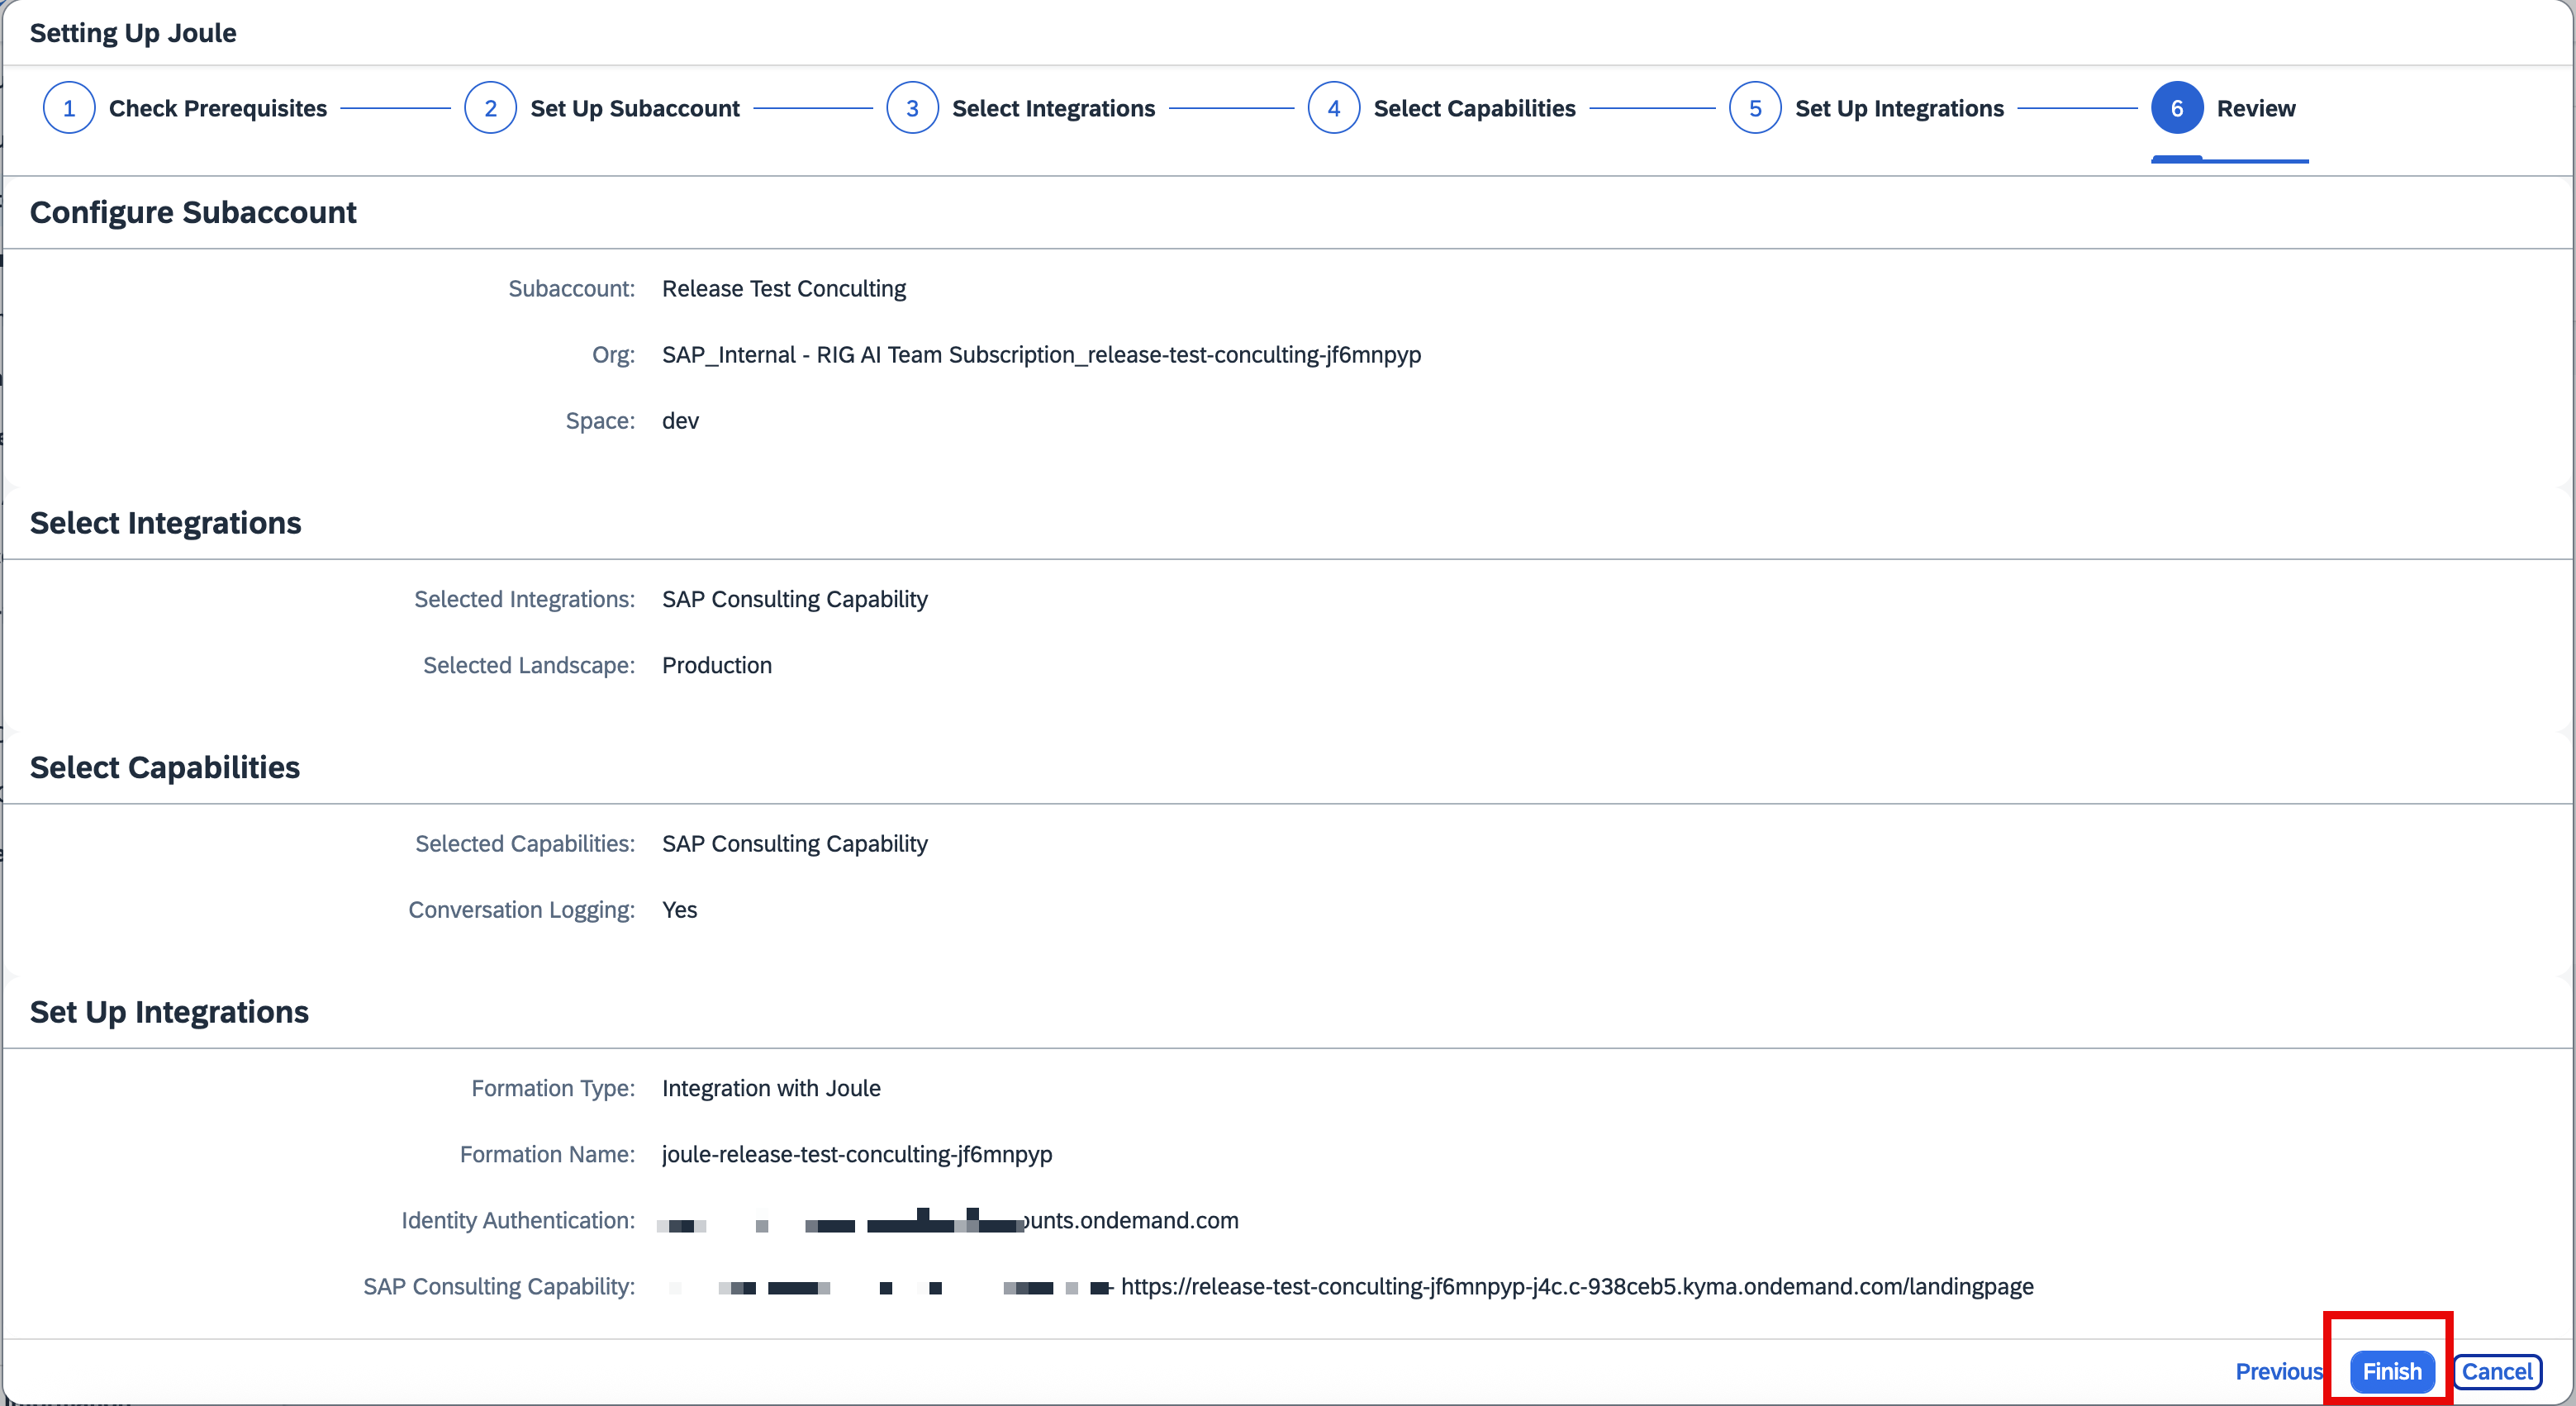 Setting Up Joule
1 Check Prerequisites 2 Set Up Subaccount 3 Select Integrations 4 Select Capabilities 5 Set Up Integrations 6 Review
Configure Subaccount
Subaccount: Release Test Conculting
Org: SAP_Internal - RIG AI Team Subscription_release-test-conculting-jf6mnpyp
Space: dev
Select Integrations
Selected Integrations: SAP Consulting Capability
Selected Landscape: Production
Select Capabilities
Selected Capabilities: SAP Consulting Capability
Conversation Logging: Yes
Set Up Integrations
Formation Type: Integration with Joule
Formation Name: joule-release-test-conculting-jf6mnpyp
Identity Authentication: ounts.ondemand.com
SAP Consulting Capability: - https://release-test-conculting-jf6mnpyp-j4c.c-938ceb5.kyma.ondemand.com/landingpage
Previous Finish Cancel